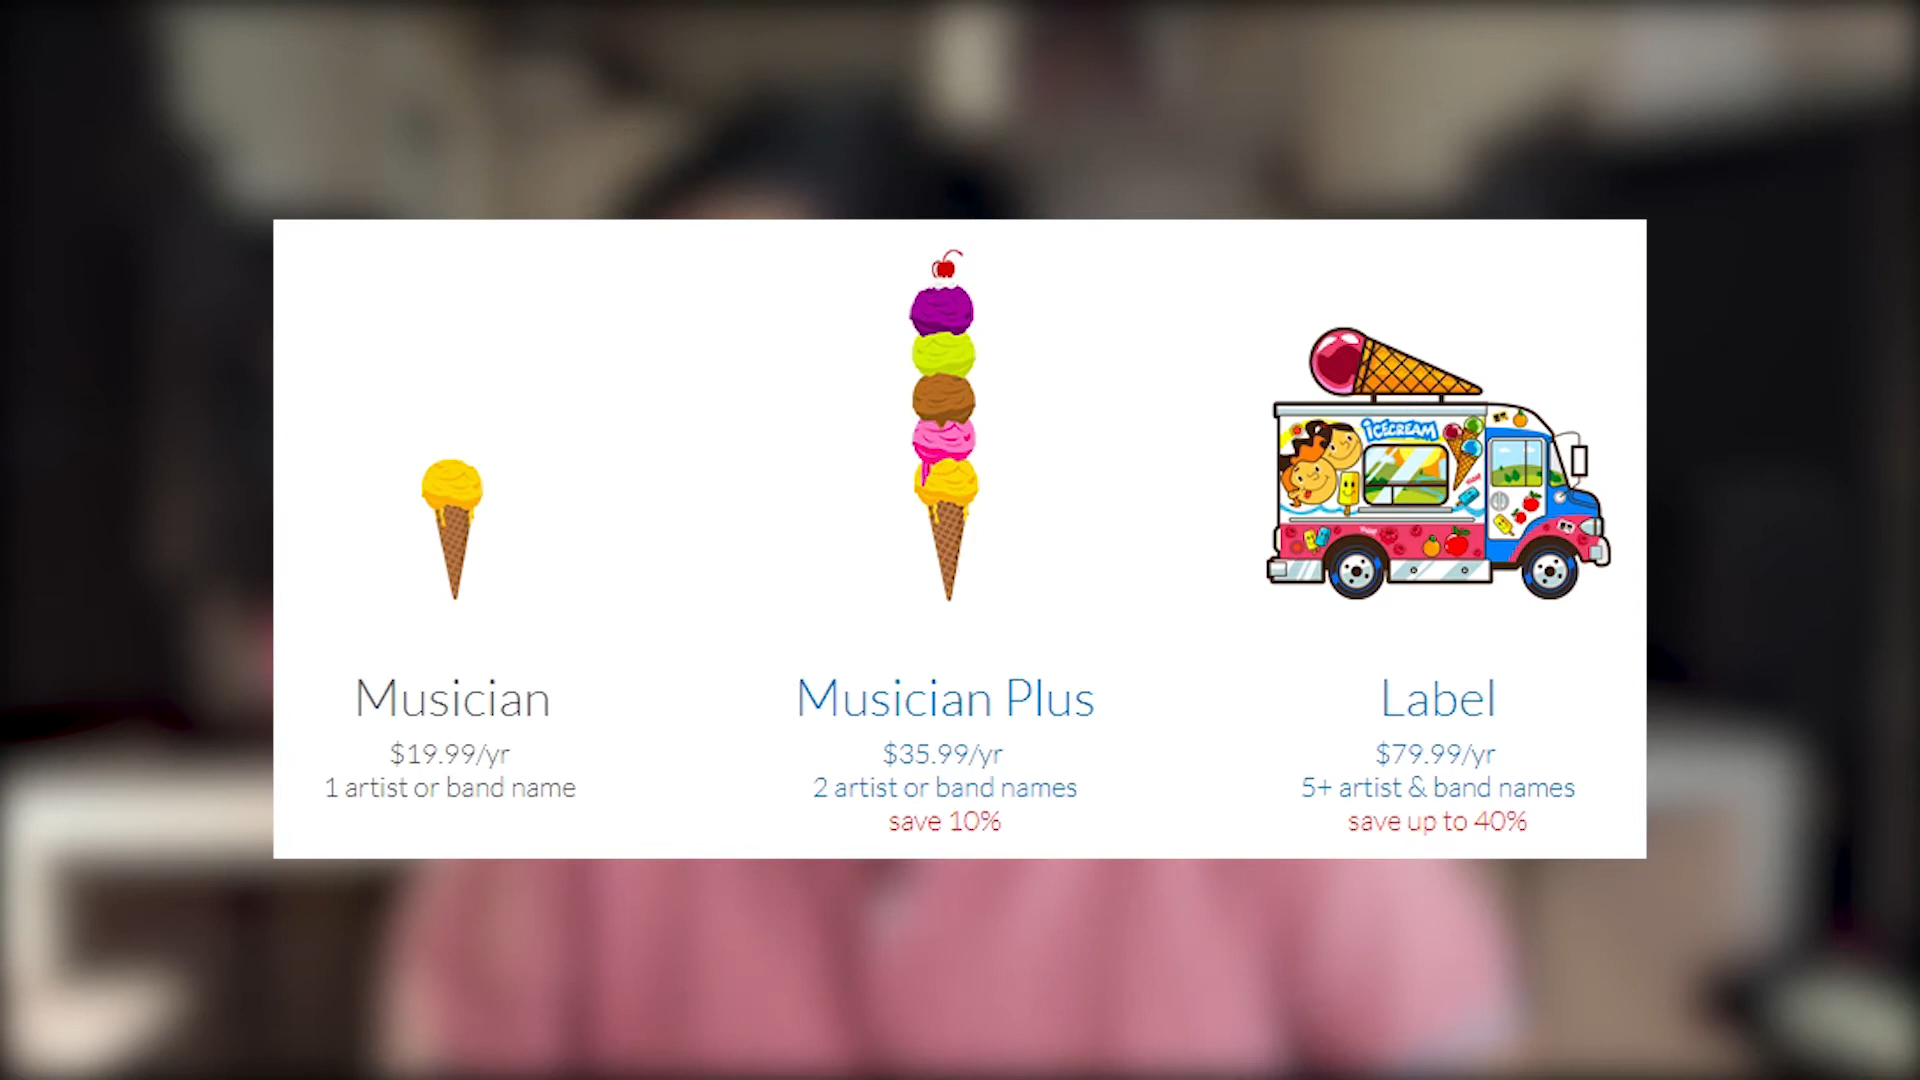 ICECREAM
Musician
$19.99/yr
1 artist or band name
Musician Plus
$35.99/yr
2 artist or band names
save 10%
Label
$79.99/yr
5+ artist & band names
save up to 40%